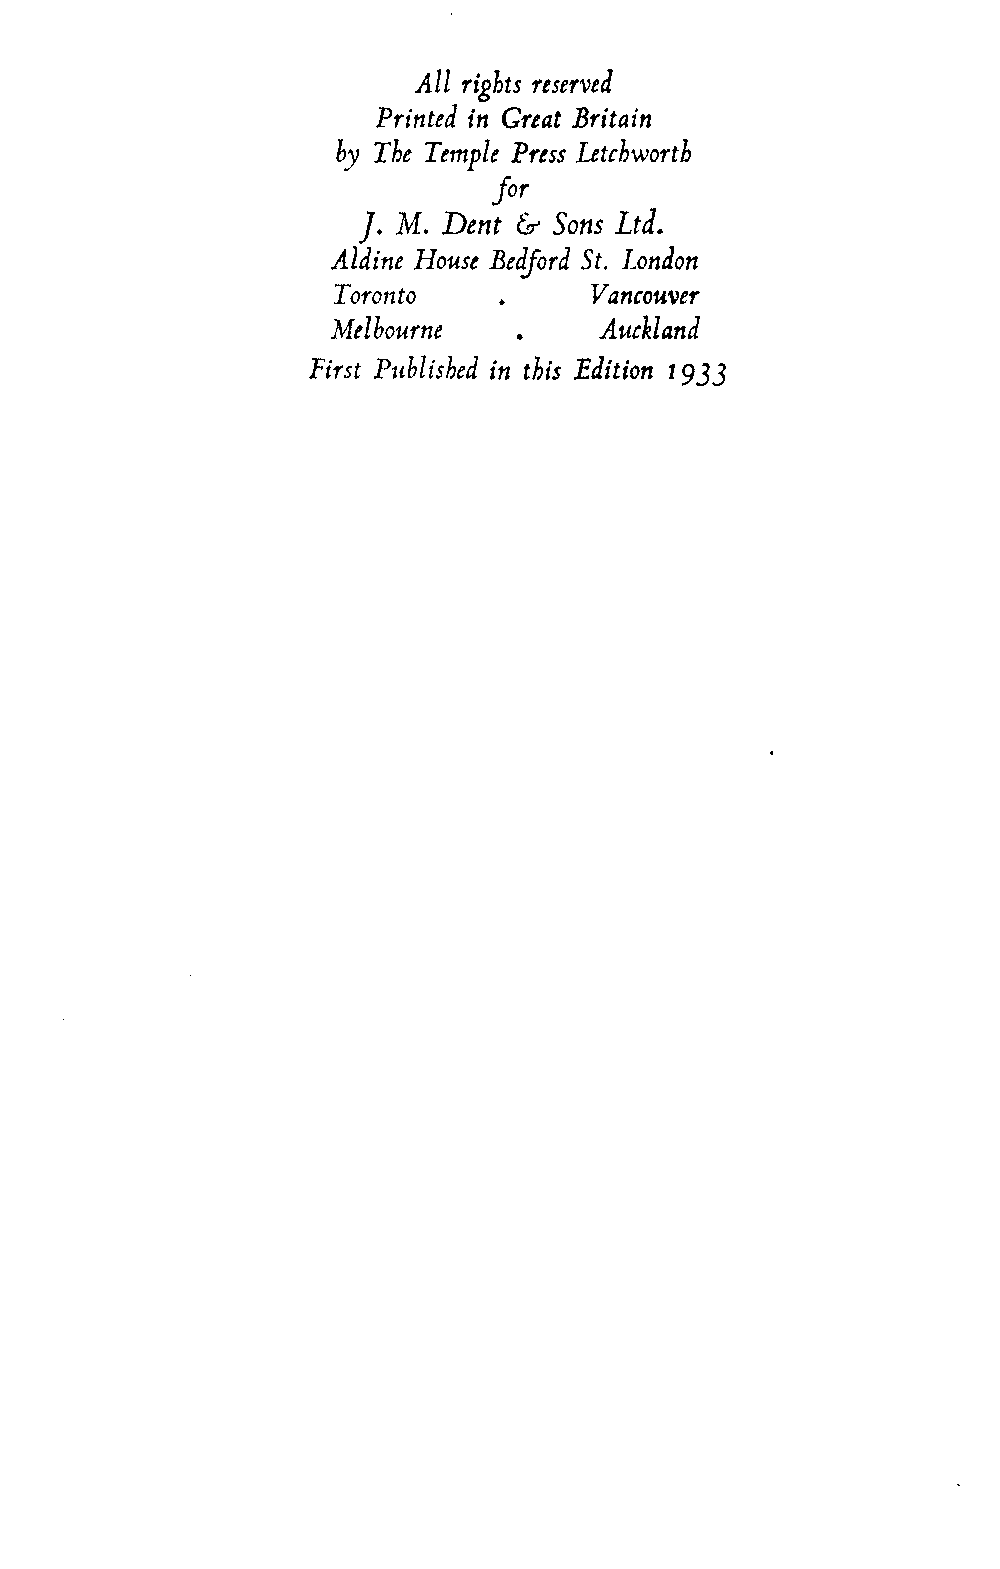 All rights reserved
Printed in Great Britain
by The Temple Press Letchworth
for
J. M. Dent & Sons Ltd.
Aldine House Bedford St. London
Toronto . Vancouver
Melbourne . Auckland
First Published in this Edition 1933